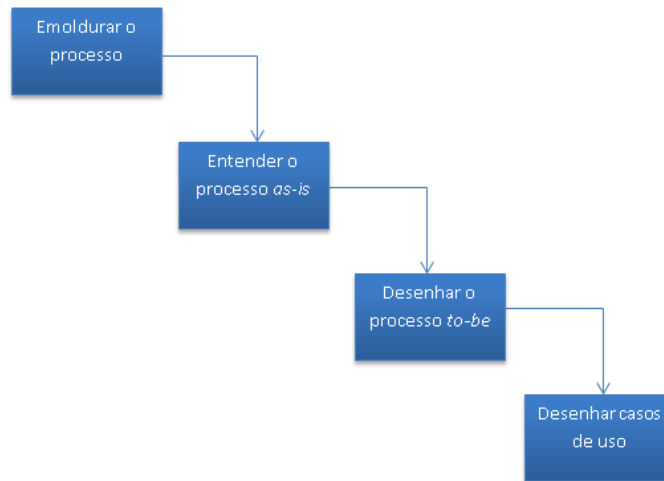 Emoldurar o
processo
Entender o
processo as-is
Desenhar o
processo to-be
Desenhar casos
de uso